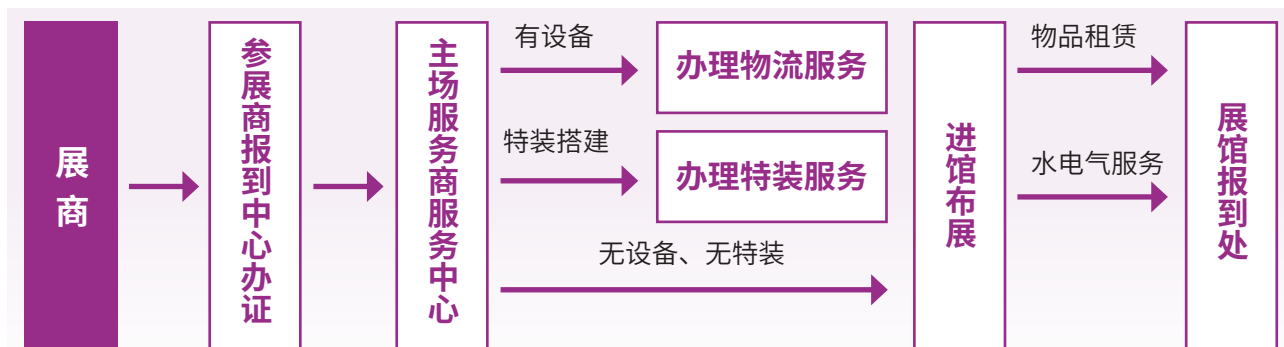 展商
参展商报到中心办证
主场服务商服务中心
有设备
办理物流服务
特装搭建
办理特装服务
无设备、无特装
进馆布展
物品租赁
水电气服务
展馆报到处